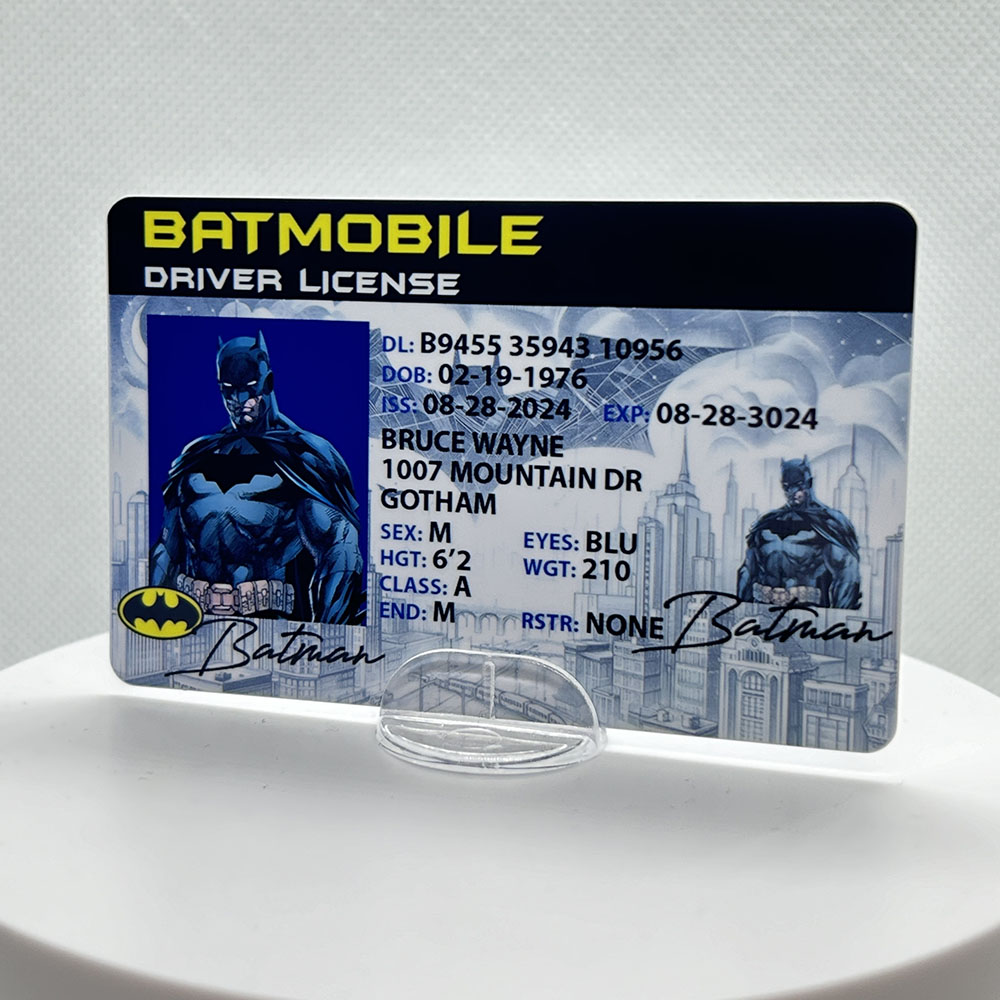 BATMOBILE
DRIVER LICENSE
DL: B9455 35943 10956
DOB: 02-19-1976
ISS: 08-28-2024 EXP: 08-28-3024
BRUCE WAYNE
1007 MOUNTAIN DR
GOTHAM
SEX: M EYES: BLU
HGT: 6'2 WGT: 210
CLASS: A
END: M RSTR: NONE
Batman
Batman